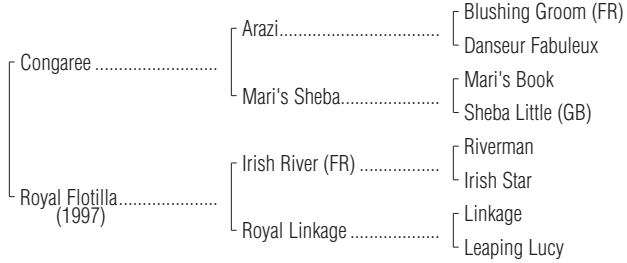 Blushing Groom (FR)
Arazi
Danseur Fabuleux
Congaree
Mari's Book
Mari's Sheba
Sheba Little (GB)
Riverman
Irish River (FR)
Irish Star
Royal Flotilla
(1997)
Linkage
Royal Linkage
Leaping Lucy